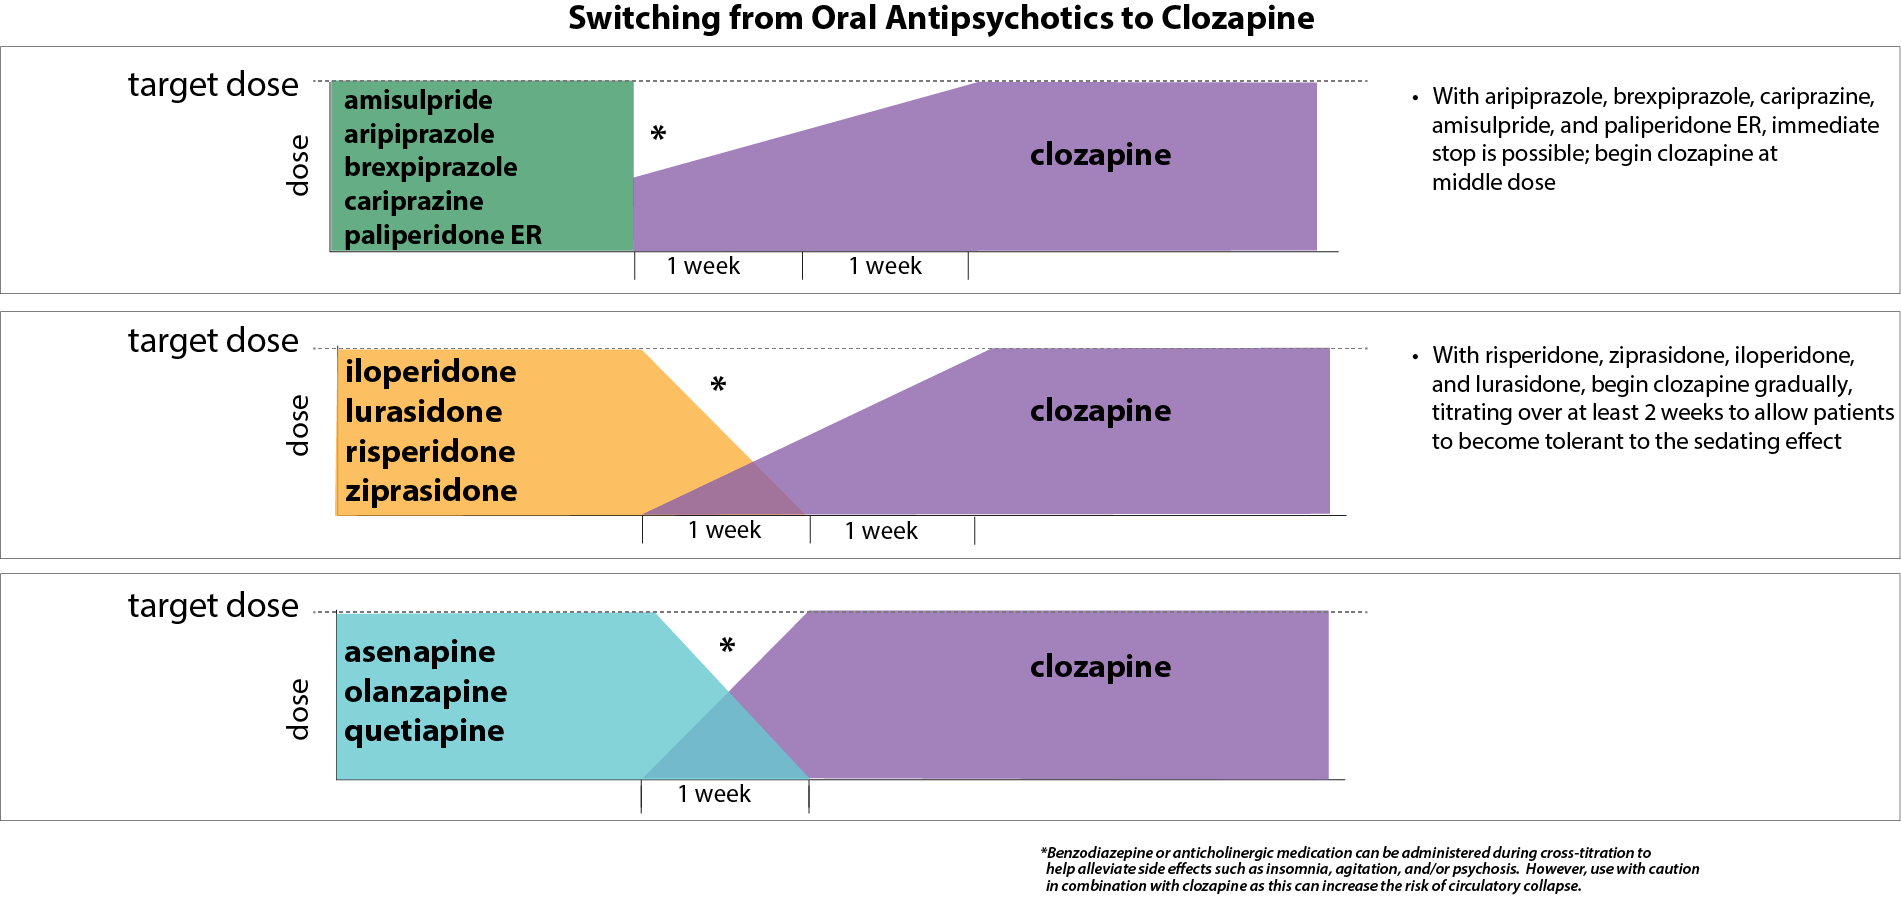 Switching from Oral Antipsychotics to Clozapine
target dose
dose
amisulpride
aripiprazole
brexpiprazole
cariprazine
paliperidone ER
*
clozapine
1 week
1 week
• With aripiprazole, brexpiprazole, cariprazine,
amisulpride, and paliperidone ER, immediate
stop is possible; begin clozapine at
middle dose
target dose
dose
iloperidone
lurasidone
risperidone
ziprasidone
*
clozapine
1 week
1 week
• With risperidone, ziprasidone, iloperidone,
and lurasidone, begin clozapine gradually,
titrating over at least 2 weeks to allow patients
to become tolerant to the sedating effect
target dose
dose
asenapine
olanzapine
quetiapine
*
clozapine
1 week
*Benzodiazepine or anticholinergic medication can be administered during cross-titration to
help alleviate side effects such as insomnia, agitation, and/or psychosis. However, use with caution
in combination with clozapine as this can increase the risk of circulatory collapse.